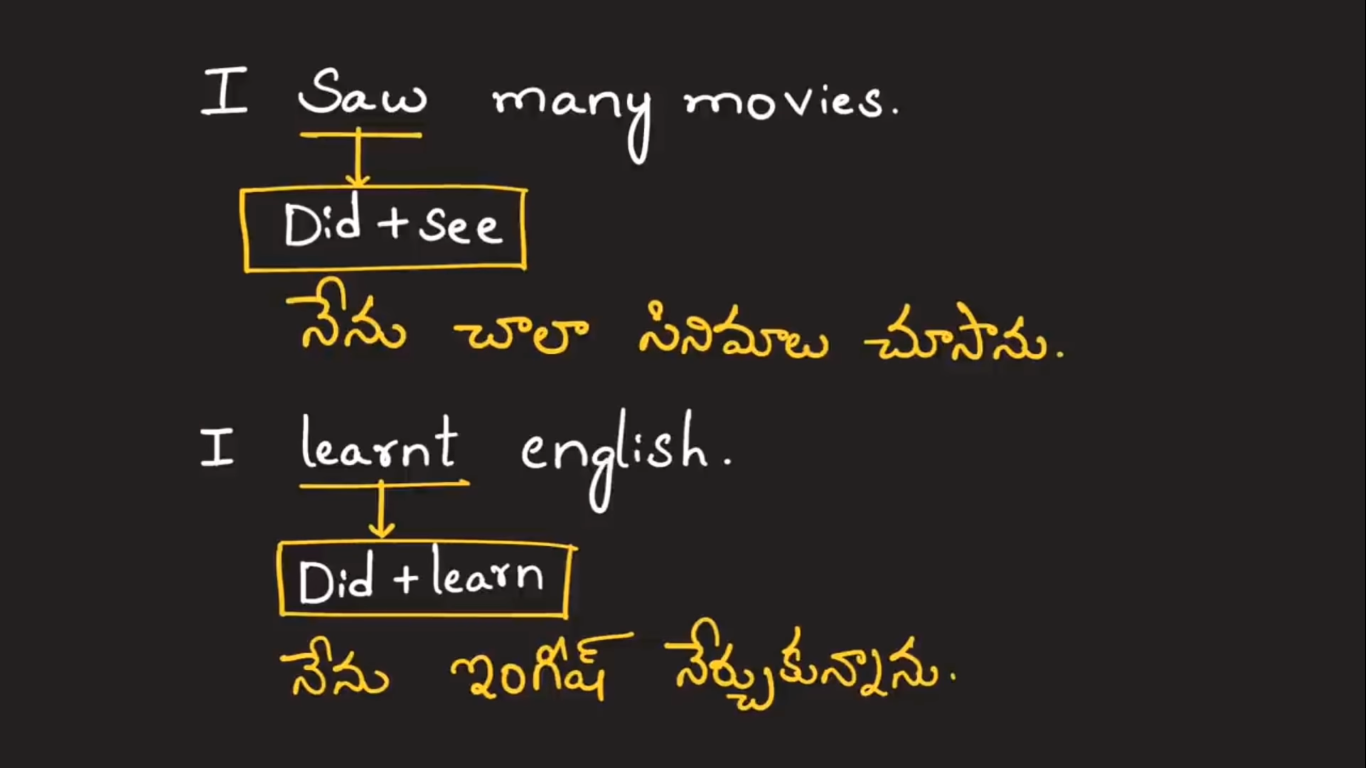 I Saw many movies.
Did + see
నేను చాలా సినిమాలు చూసాను.
I learnt english.
Did + learn
నేను ఇంగ్లీష్ నేర్చుకున్నాను.